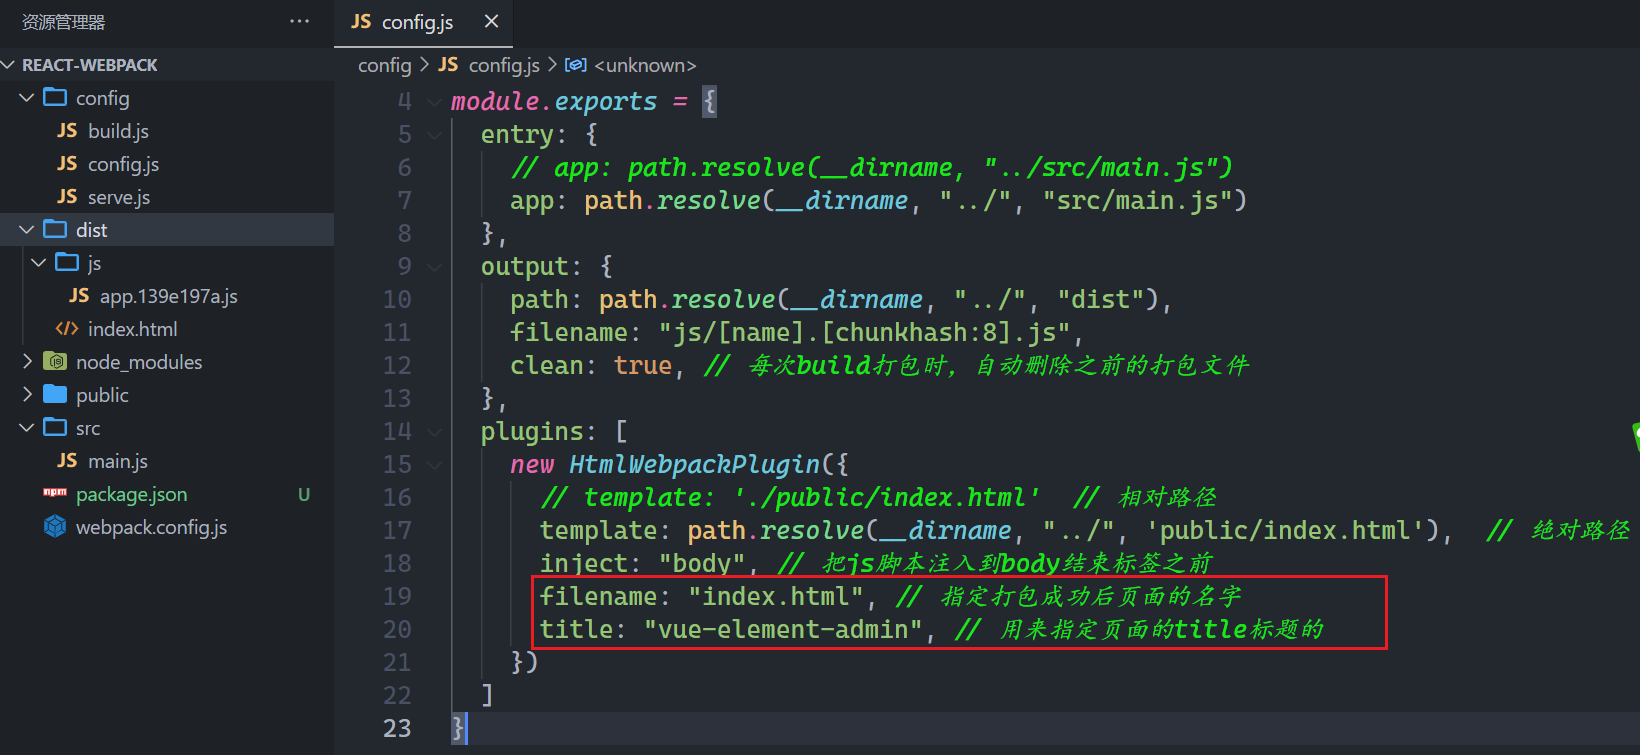 资源管理器 ···
REACT-WEBPACK
config
JS build.js
JS config.js
JS serve.js
dist
js
JS app.139e197a.js
</> index.html
node_modules
public
src
JS main.js
npm package.json U
webpack.config.js
JS config.js ×
config > JS config.js > <unknown>
4 module.exports = {
5 entry: {
6 // app: path.resolve(__dirname, "../src/main.js")
7 app: path.resolve(__dirname, "../", "src/main.js")
8 },
9 output: {
10 path: path.resolve(__dirname, "../", "dist"),
11 filename: "js/[name].[chunkhash:8].js",
12 clean: true, // 每次build打包时，自动删除之前的打包文件
13 },
14 plugins: [
15 new HtmlWebpackPlugin({
16 // template: './public/index.html' // 相对路径
17 template: path.resolve(__dirname, "../", 'public/index.html'), // 绝对路径
18 inject: "body", // 把js脚本注入到body结束标签之前
19 filename: "index.html", // 指定打包成功后页面的名字
20 title: "vue-element-admin", // 用来指定页面的title标题的
21 })
22 ]
23 }